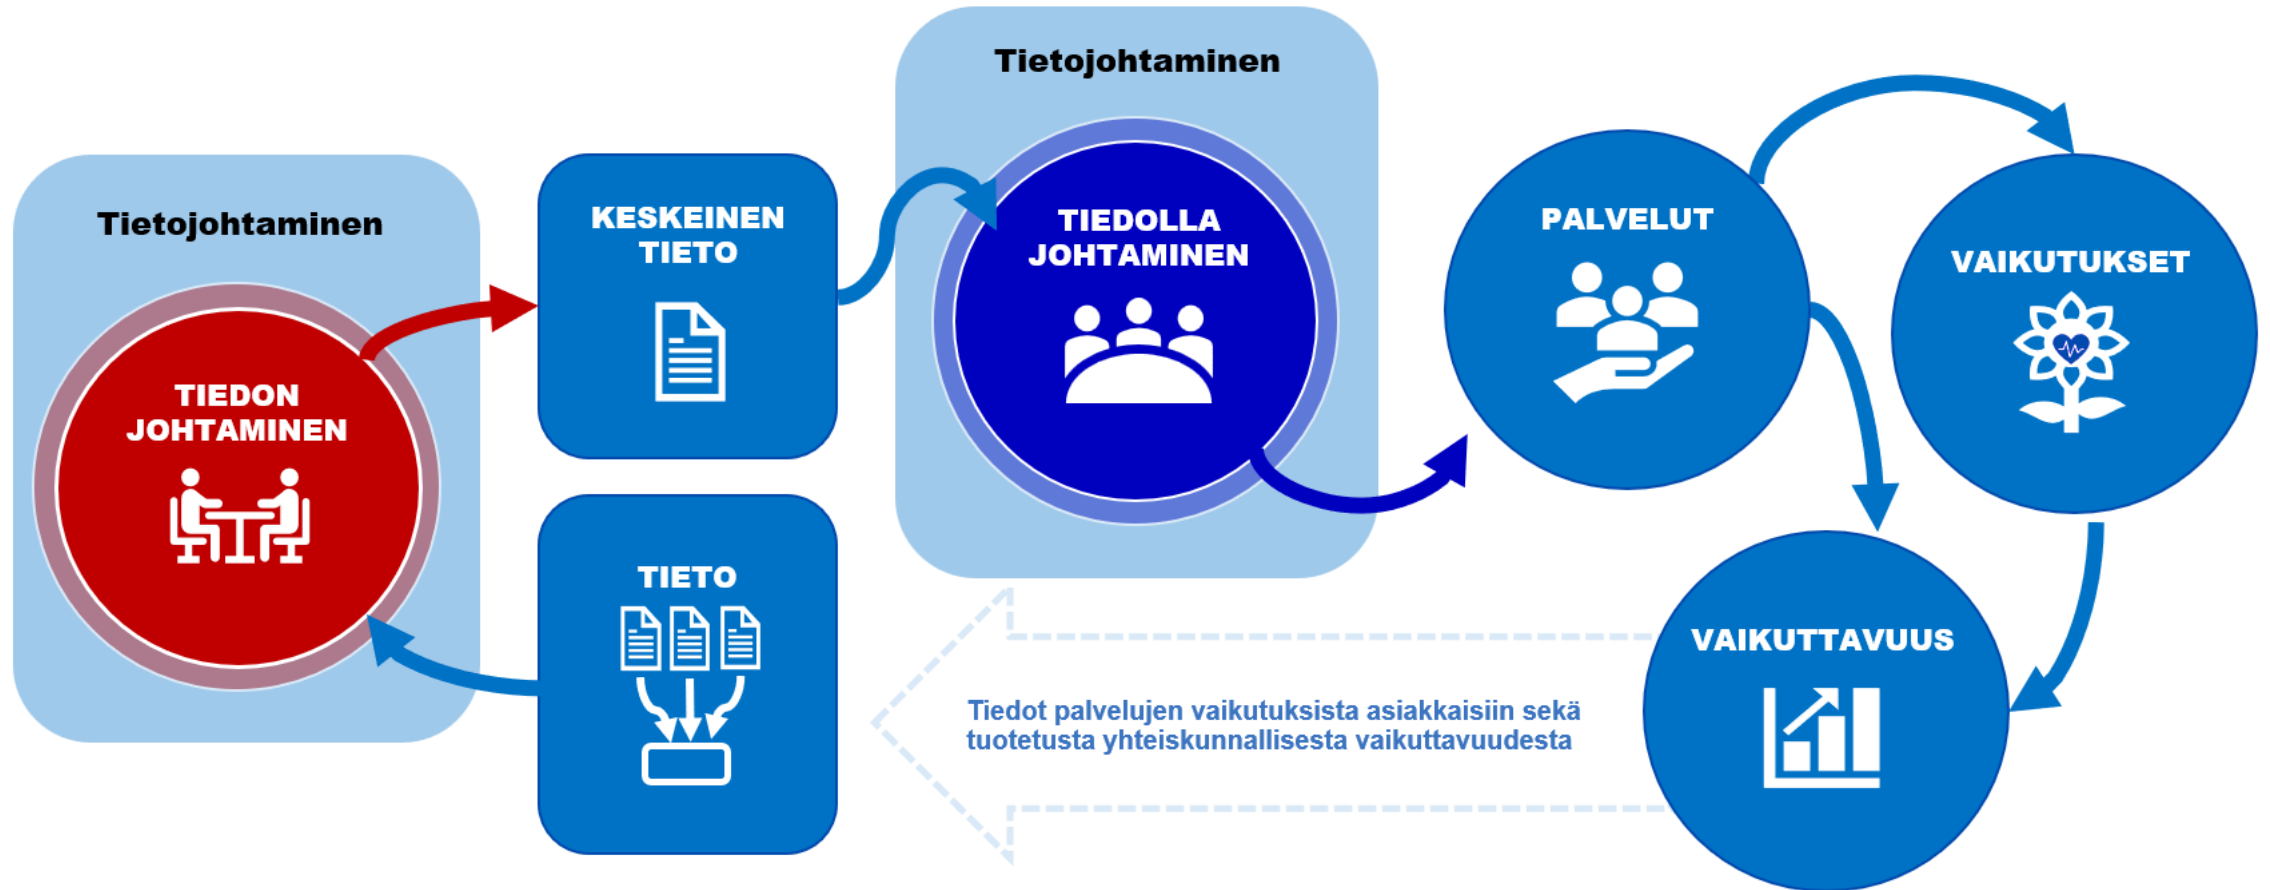 Tietojohtaminen
TIEDON
JOHTAMINEN
KESKEINEN
TIETO
TIETO
Tietojohtaminen
TIEDOLLA
JOHTAMINEN
PALVELUT
VAIKUTUKSET
VAIKUTTAVUUS
Tiedot palvelujen vaikutuksista asiakkaisiin sekä
tuotetusta yhteiskunnallisesta vaikuttavuudesta